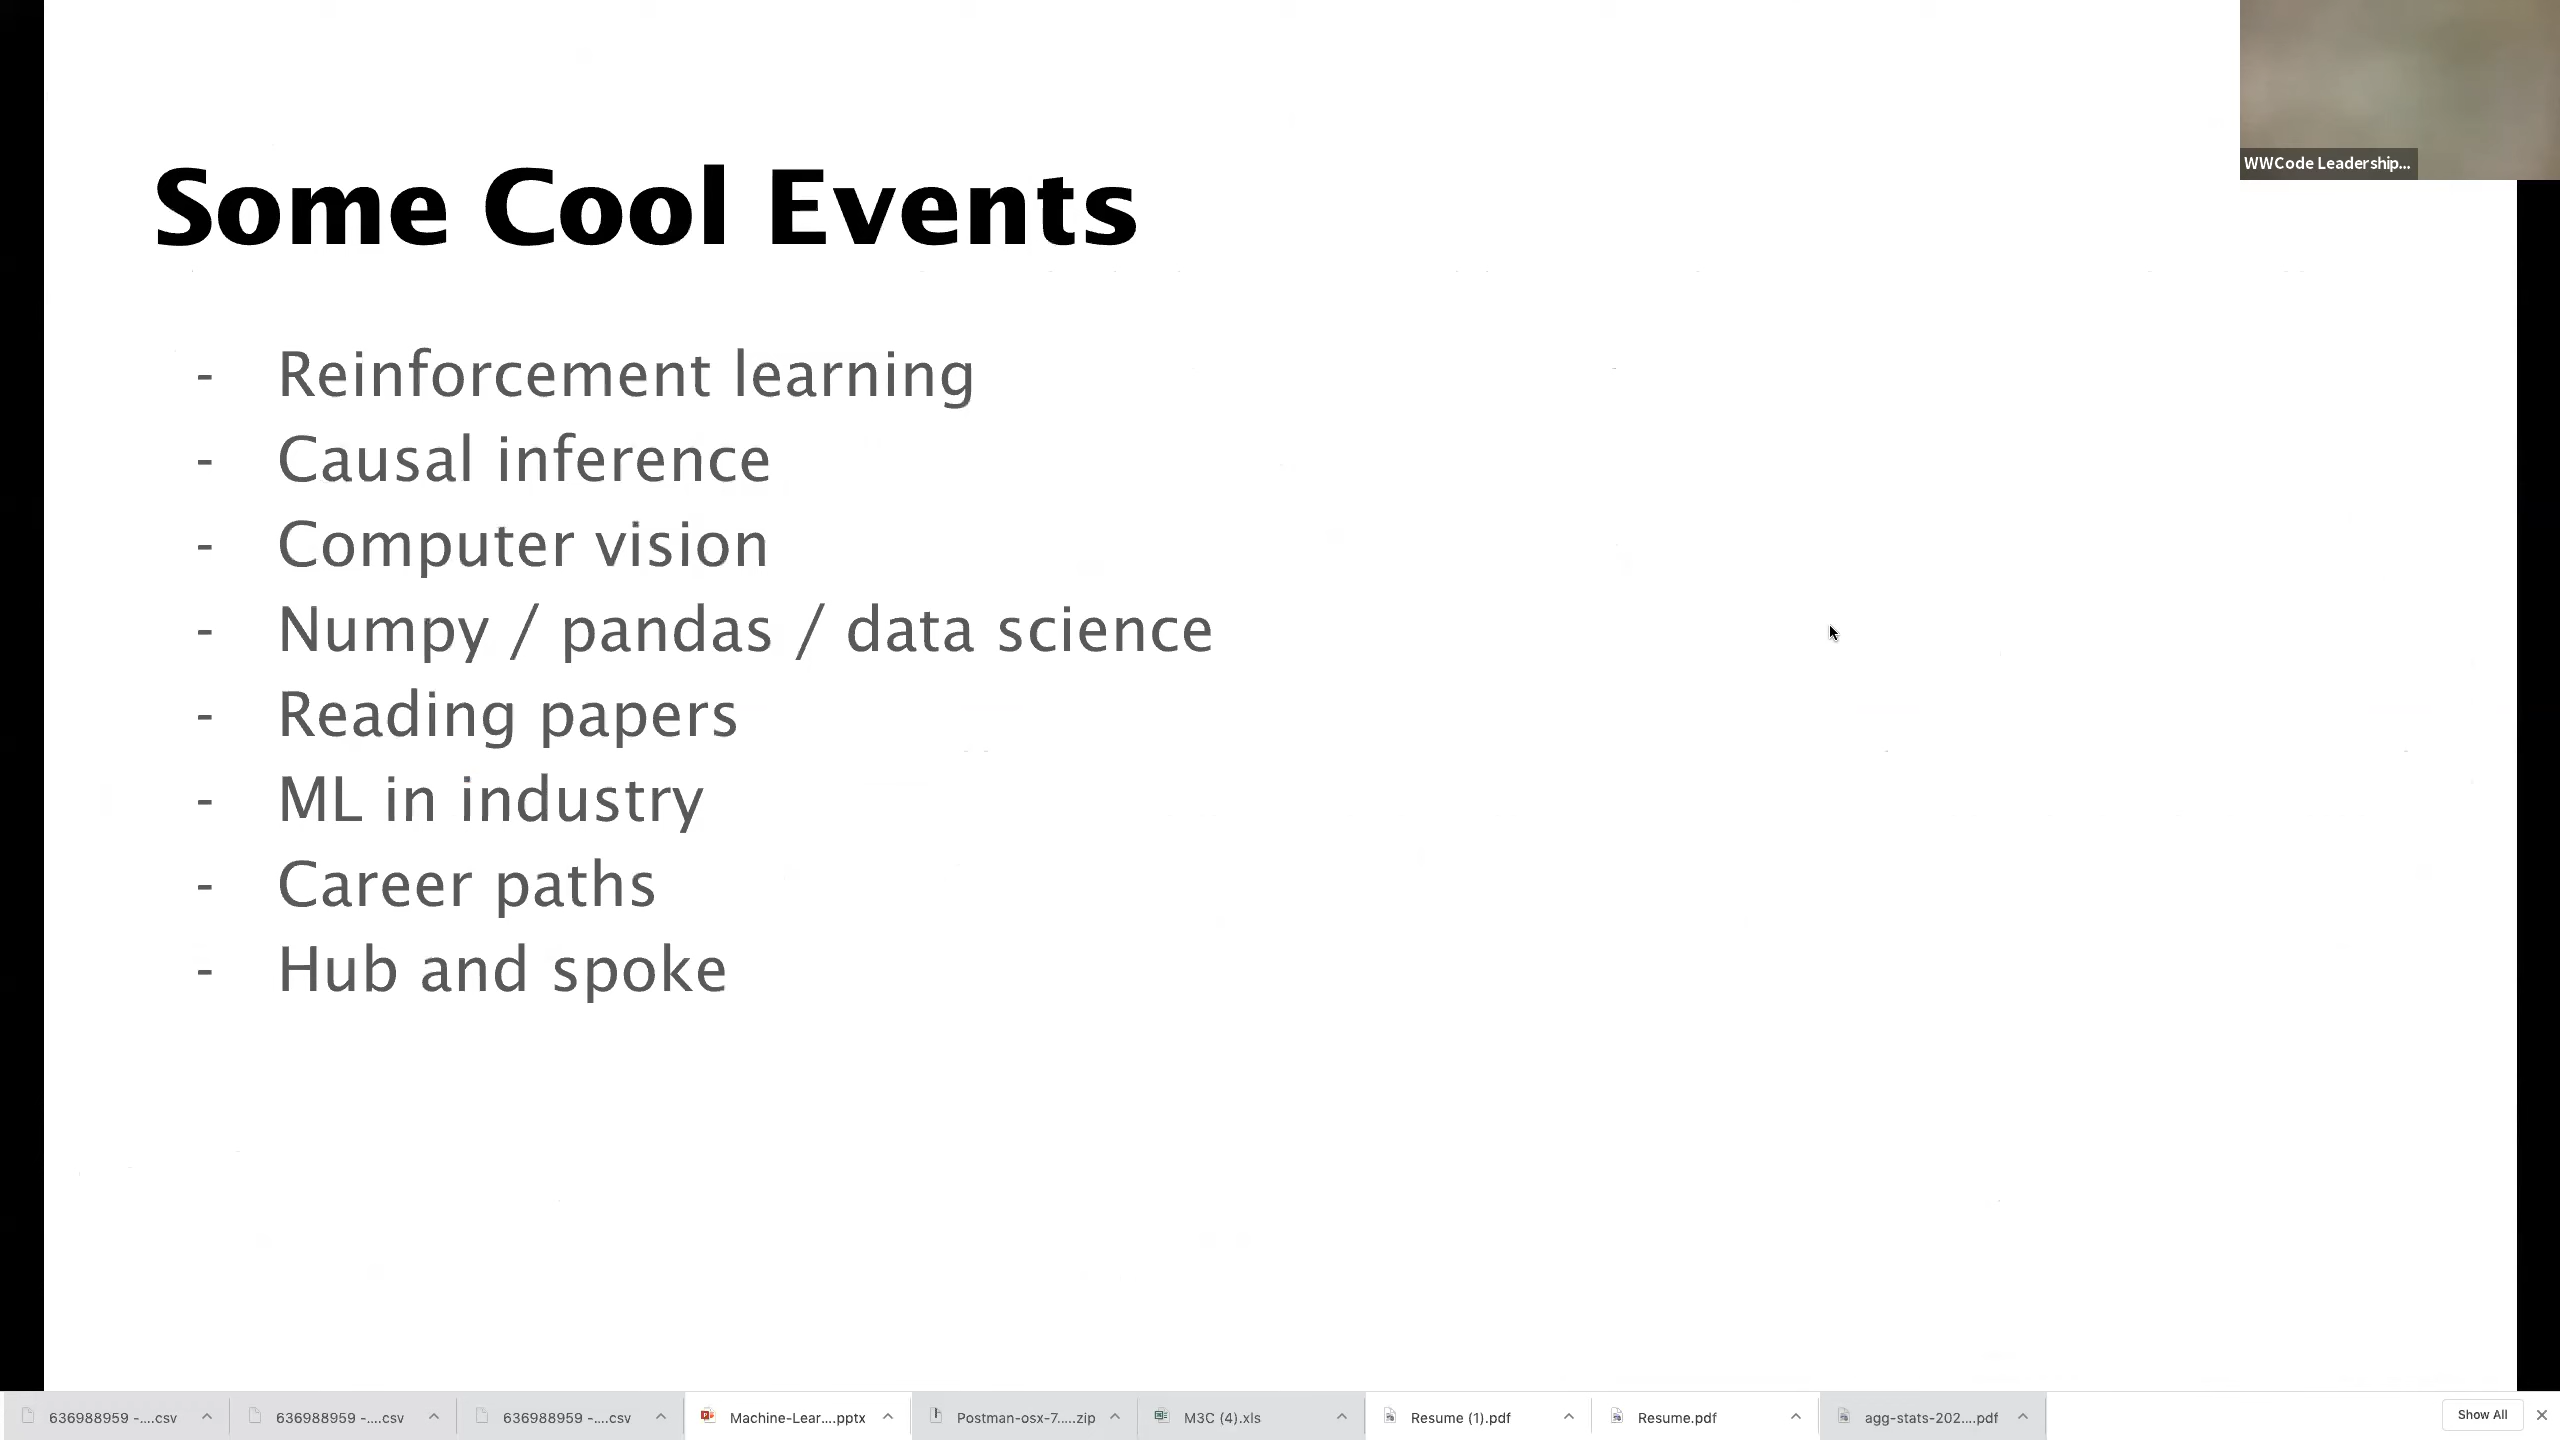 WWCode Leadership...
Some Cool Events
- Reinforcement learning
- Causal inference
- Computer vision
- Numpy / pandas / data science
- Reading papers
- ML in industry
- Career paths
- Hub and spoke
636988959 -....csv
636988959 -....csv
636988959 -....csv
Machine-Lear....pptx
Postman-osx-7.....zip
M3C (4).xls
Resume (1).pdf
Resume.pdf
agg-stats-202....pdf
Show All